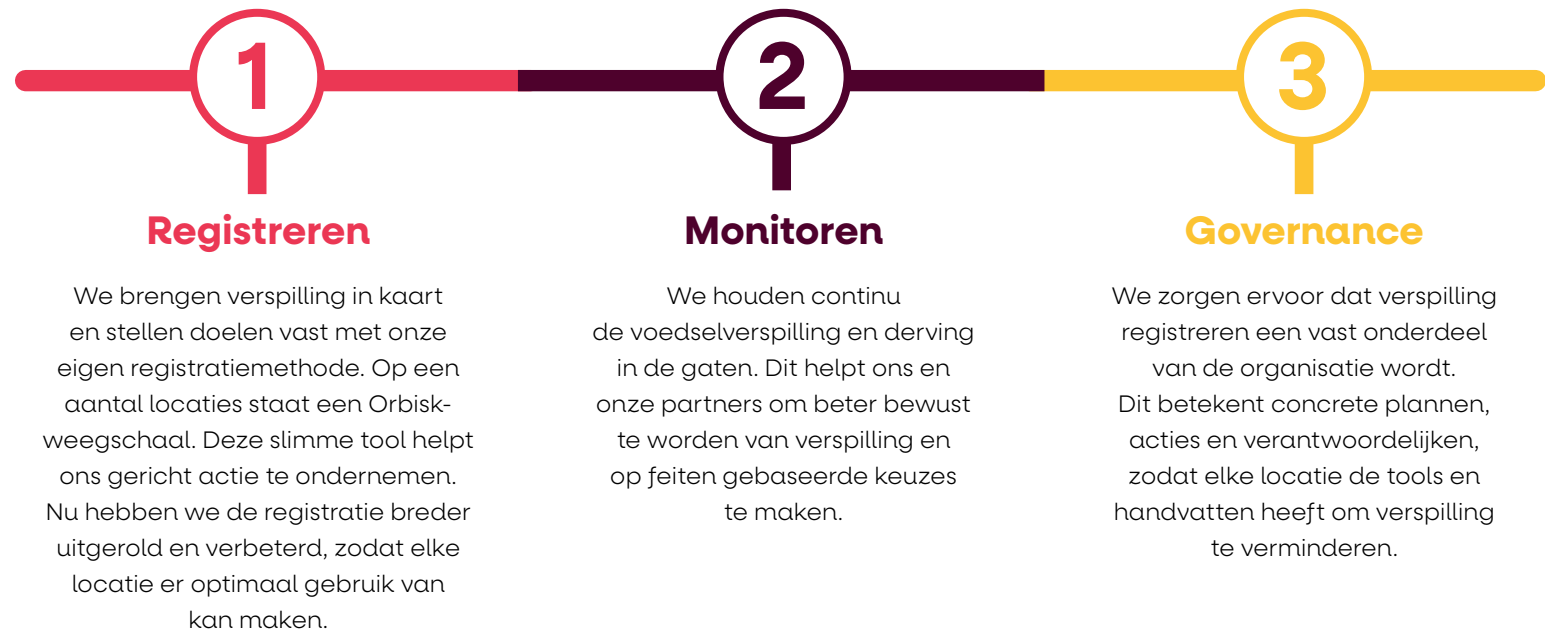 1
Registreren
We brengen verspilling in kaart
en stellen doelen vast met onze
eigen registratiemethode. Op een
aantal locaties staat een Orbisk-
weegschaal. Deze slimme tool helpt
ons gericht actie te ondernemen.
Nu hebben we de registratie breder
uitgerold en verbeterd, zodat elke
locatie er optimaal gebruik van
kan maken.
2
Monitoren
We houden continu
de voedselverspilling en derving
in de gaten. Dit helpt ons en
onze partners om beter bewust
te worden van verspilling en
op feiten gebaseerde keuzes
te maken.
3
Governance
We zorgen ervoor dat verspilling
registreren een vast onderdeel
van de organisatie wordt.
Dit betekent concrete plannen,
acties en verantwoordelijken,
zodat elke locatie de tools en
handvatten heeft om verspilling
te verminderen.